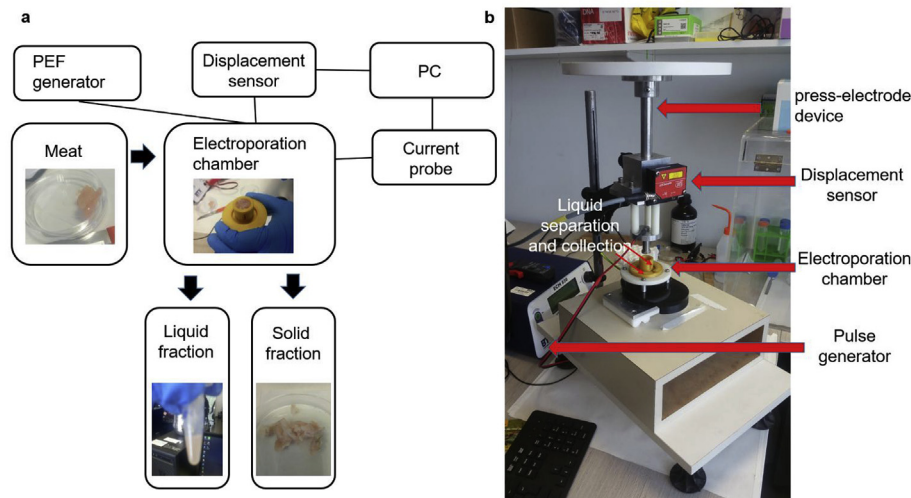 a
PEF
generator
Displacement
sensor
PC
Meat
Electroporation
chamber
Current
probe
Liquid
fraction
Solid
fraction
b
press-electrode
device
Displacement
sensor
Liquid
separation
and collection
Electroporation
chamber
Pulse
generator